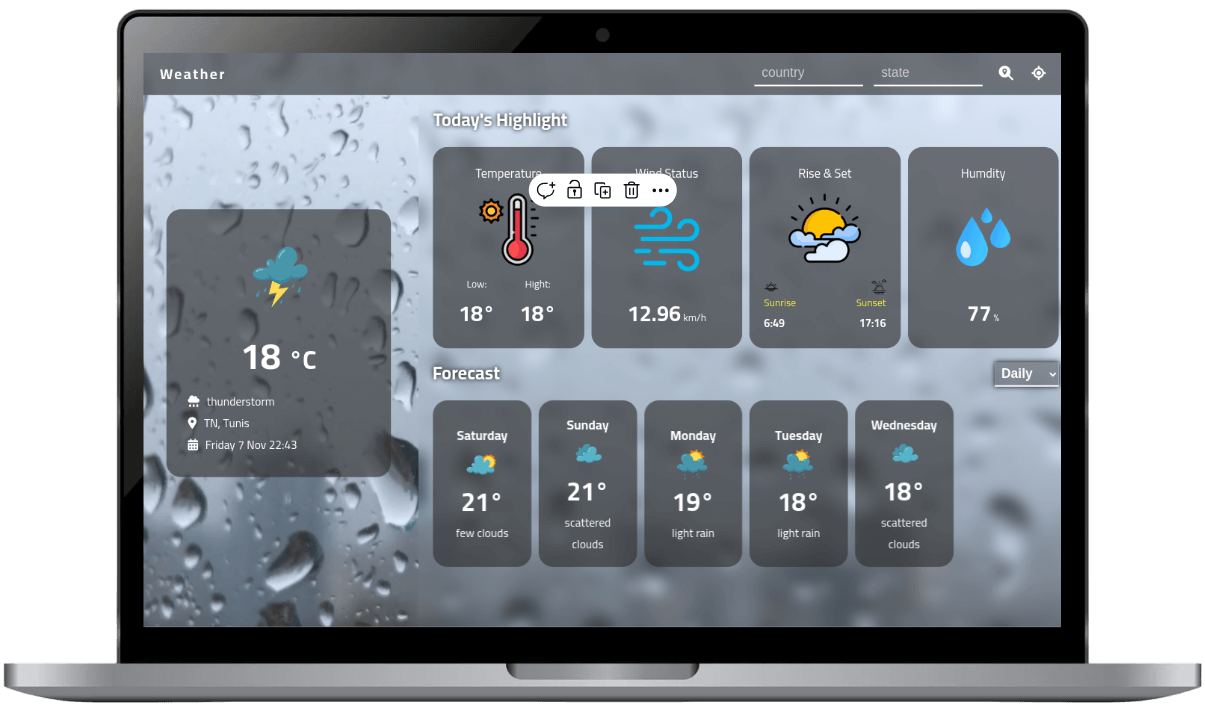 Weather
country
state
Today's Highlight
Temperature
Low:
Hight:
18°
18°
Wind Status
12.96 km/h
Rise & Set
Sunrise
Sunset
6:49
17:16
Humdity
77 %
18 °C
thunderstorm
TN, Tunis
Friday 7 Nov 22:43
Forecast
Daily
Saturday
21°
few clouds
Sunday
21°
scattered
clouds
Monday
19°
light rain
Tuesday
18°
light rain
Wednesday
18°
scattered
clouds